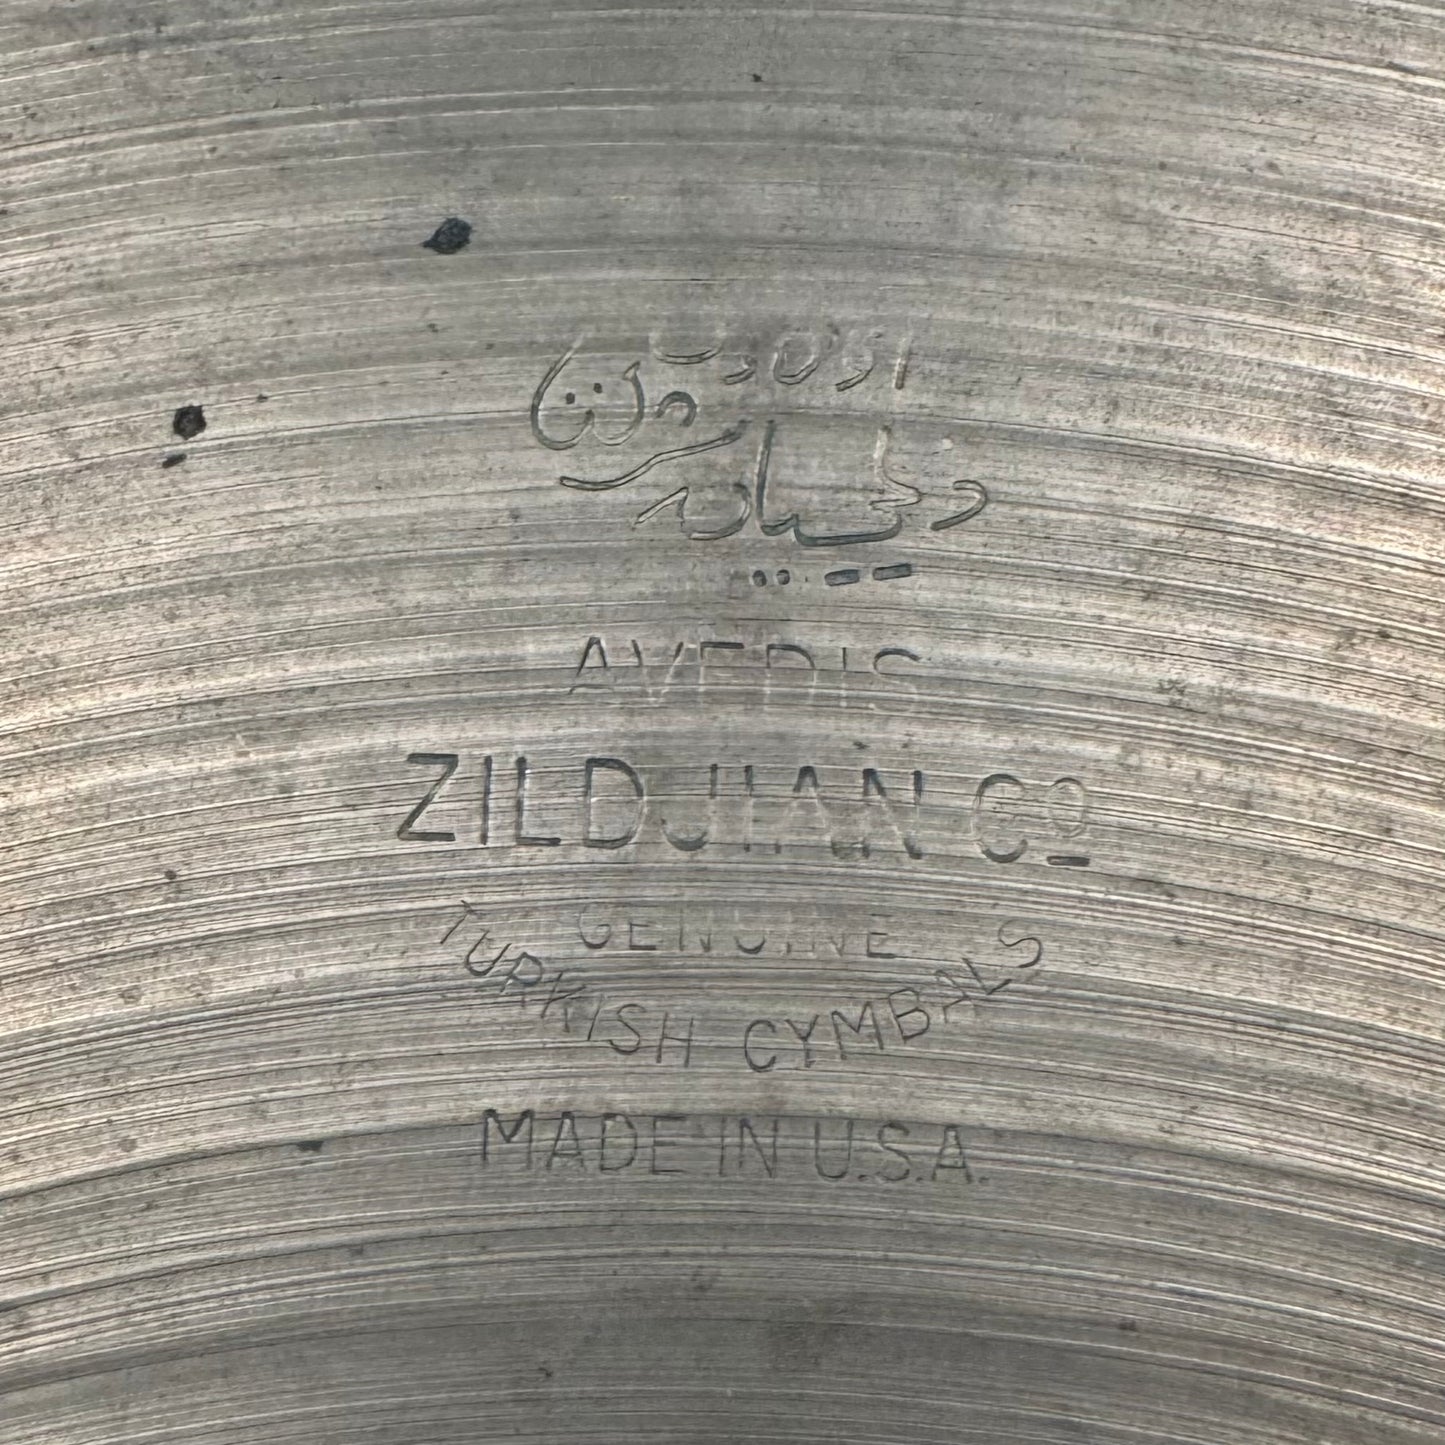 AVEDIS
ZILDJIAN Co
GENUINE
TURKISH CYMBALS
MADE IN U.S.A.